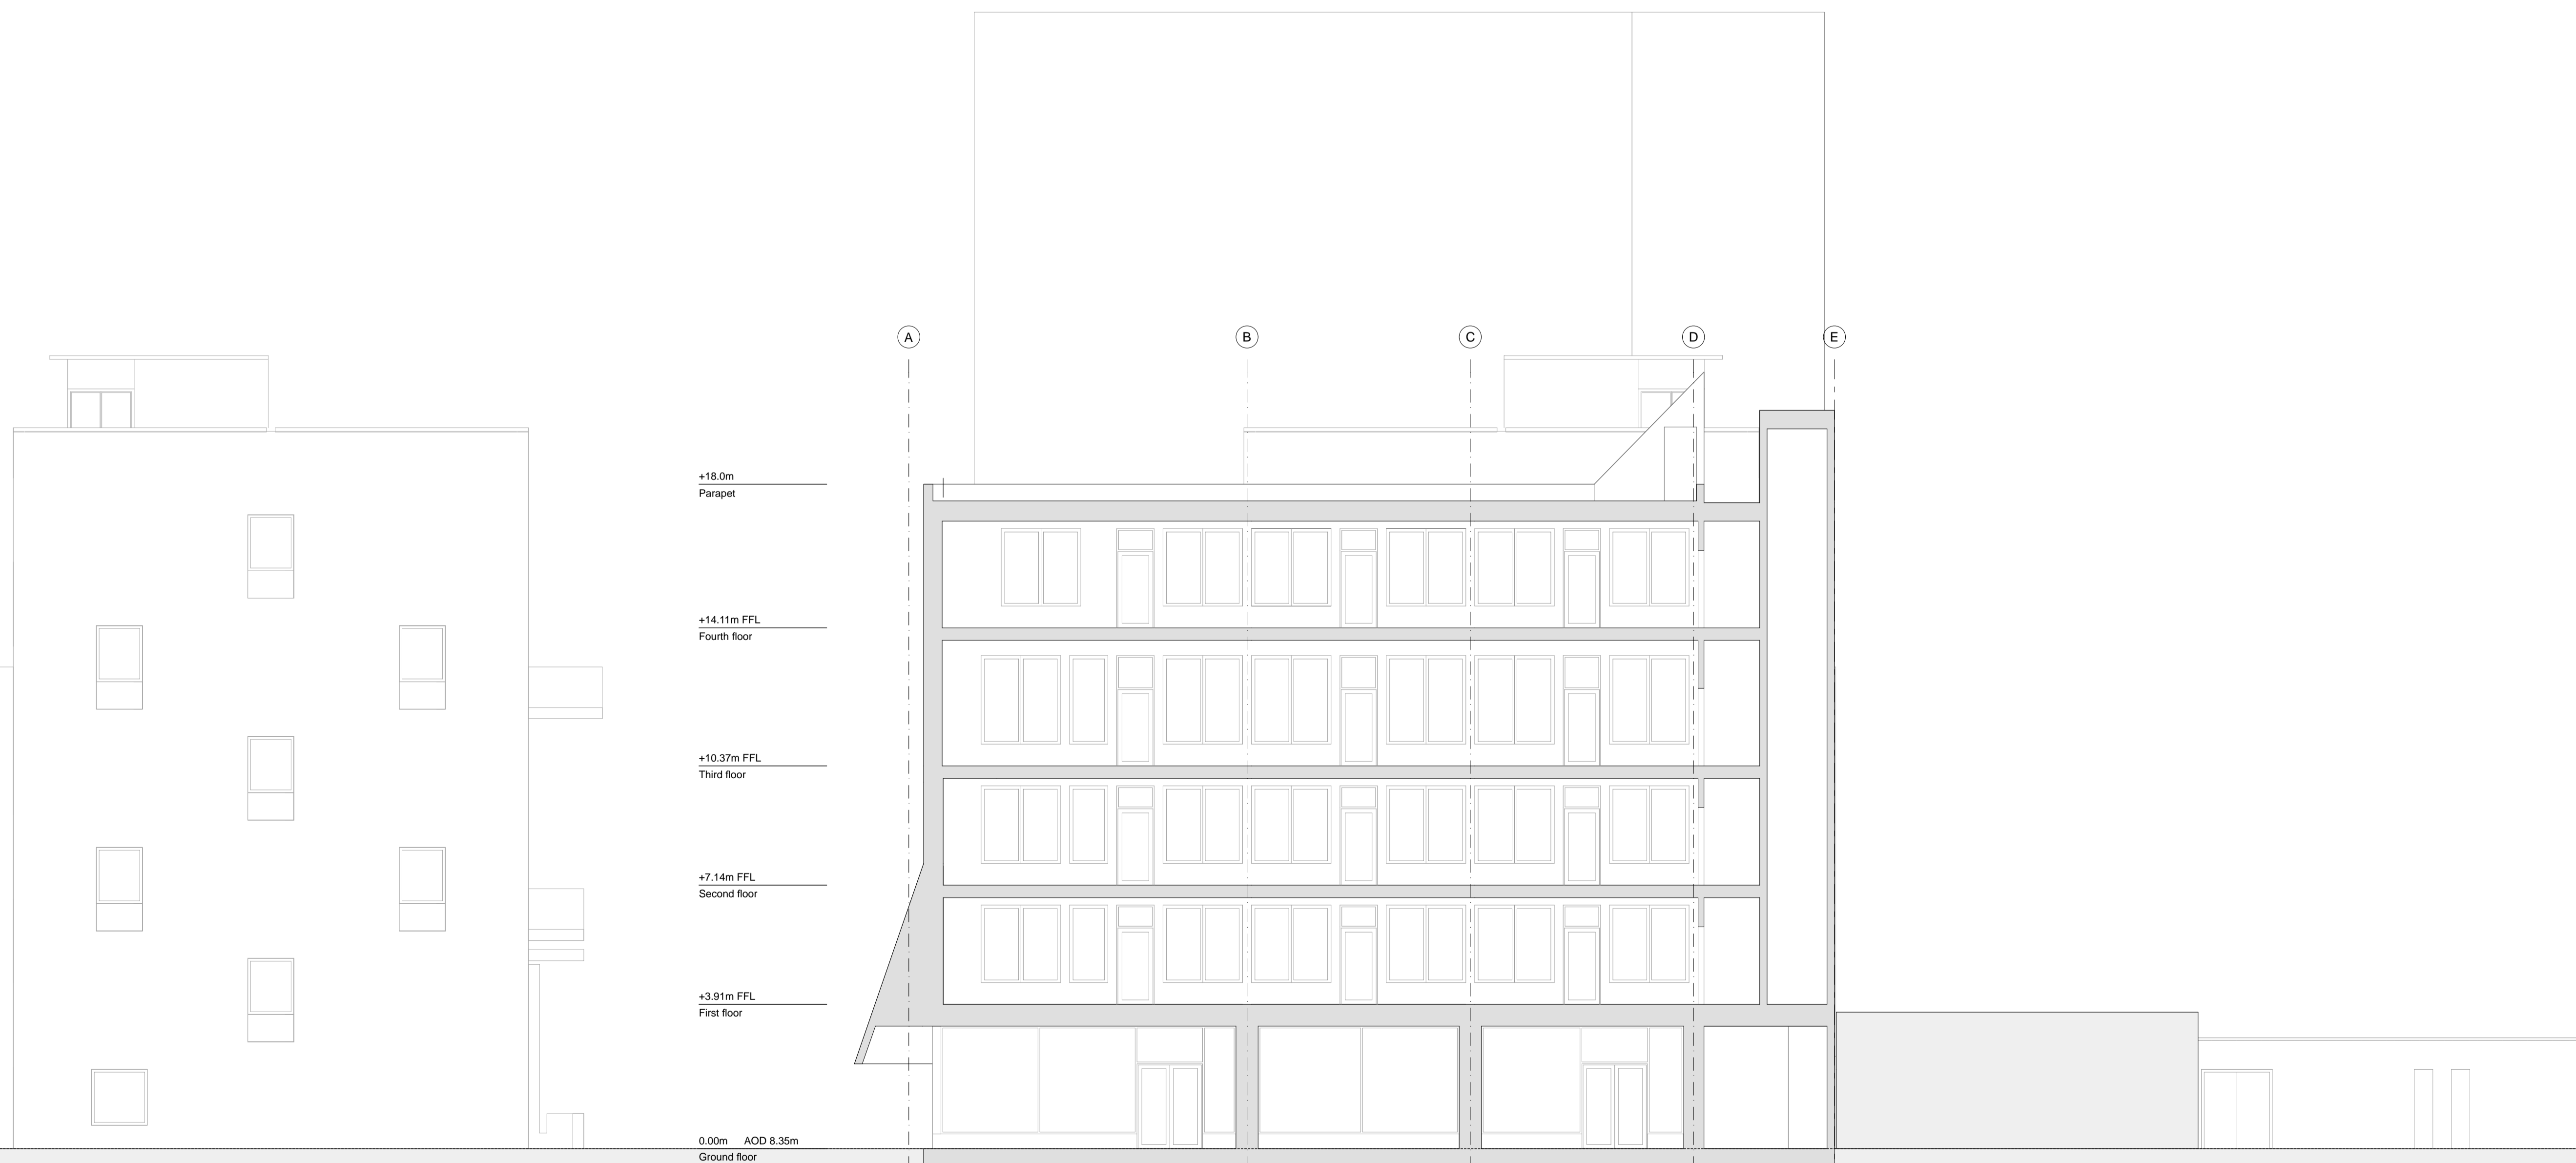 A B C D E
+18.0m
Parapet
+14.11m FFL
Fourth floor
+10.37m FFL
Third floor
+7.14m FFL
Second floor
+3.91m FFL
First floor
0.00m AOD 8.35m
Ground floor